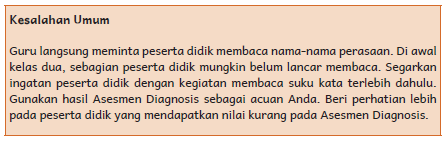 Kesalahan Umum
Guru langsung meminta peserta didik membaca nama-nama perasaan. Di awal
kelas dua, sebagian peserta didik mungkin belum lancar membaca. Segarkan
ingatan peserta didik dengan kegiatan membaca suku kata terlebih dahulu.
Gunakan hasil Asesmen Diagnosis sebagai acuan Anda. Beri perhatian lebih
pada peserta didik yang mendapatkan nilai kurang pada Asesmen Diagnosis.